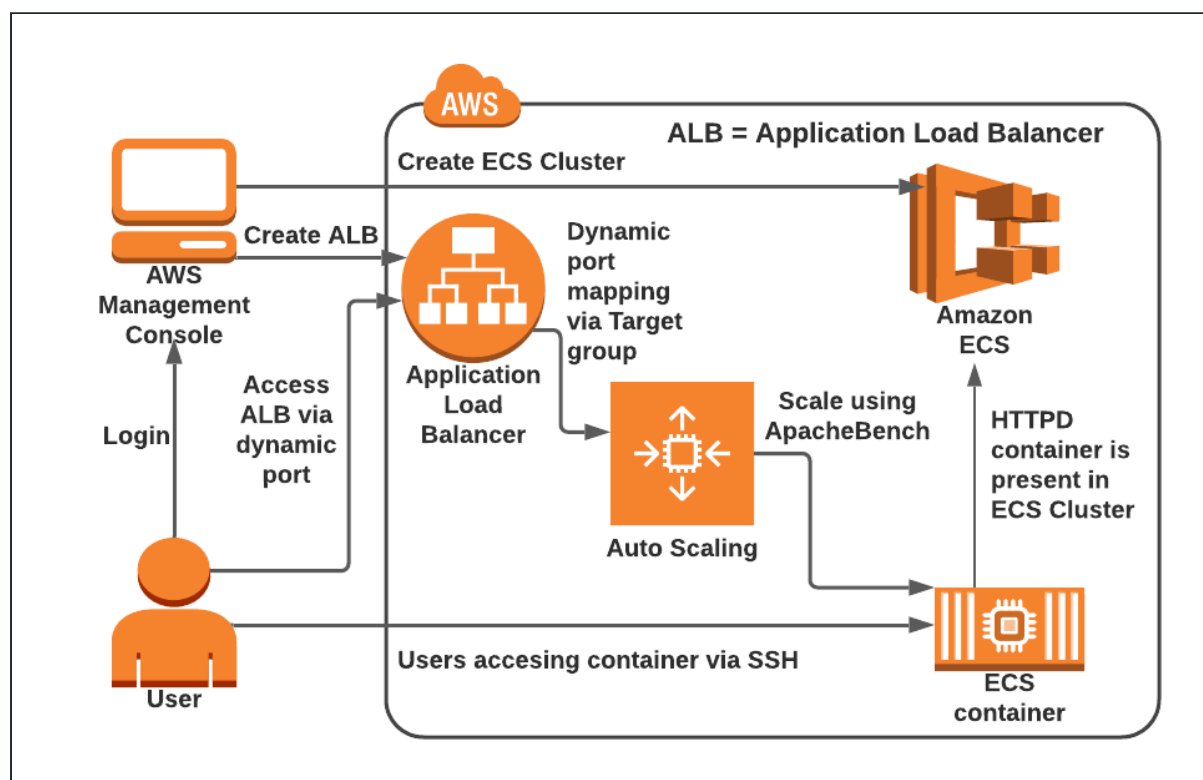 AWS
ALB = Application Load Balancer
Create ECS Cluster
Create ALB
AWS
Management
Console
Dynamic
port
mapping
via Target
group
Amazon
ECS
Application
Load
Balancer
Access
ALB via
dynamic
port
Login
Scale using
ApacheBench
HTTPD
container is
present in
ECS Cluster
Auto Scaling
Users accesing container via SSH
User
ECS
container